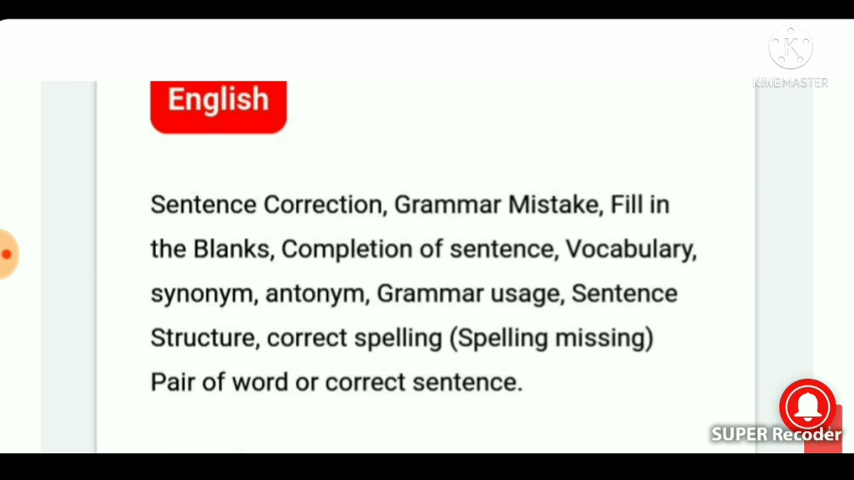 K
KINEMASTER
English
Sentence Correction, Grammar Mistake, Fill in
the Blanks, Completion of sentence, Vocabulary,
synonym, antonym, Grammar usage, Sentence
Structure, correct spelling (Spelling missing)
Pair of word or correct sentence.
SUPER Recoder